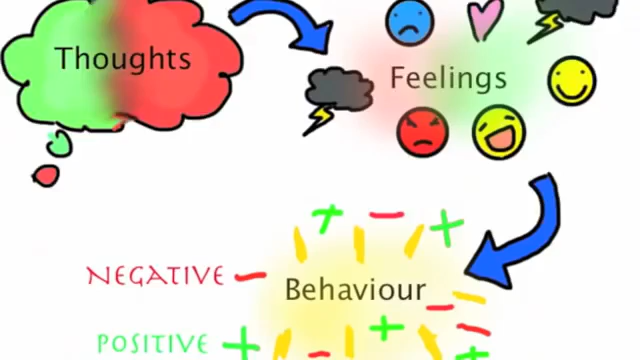 Thoughts
Feelings
NEGATIVE −
Behaviour
POSITIVE +